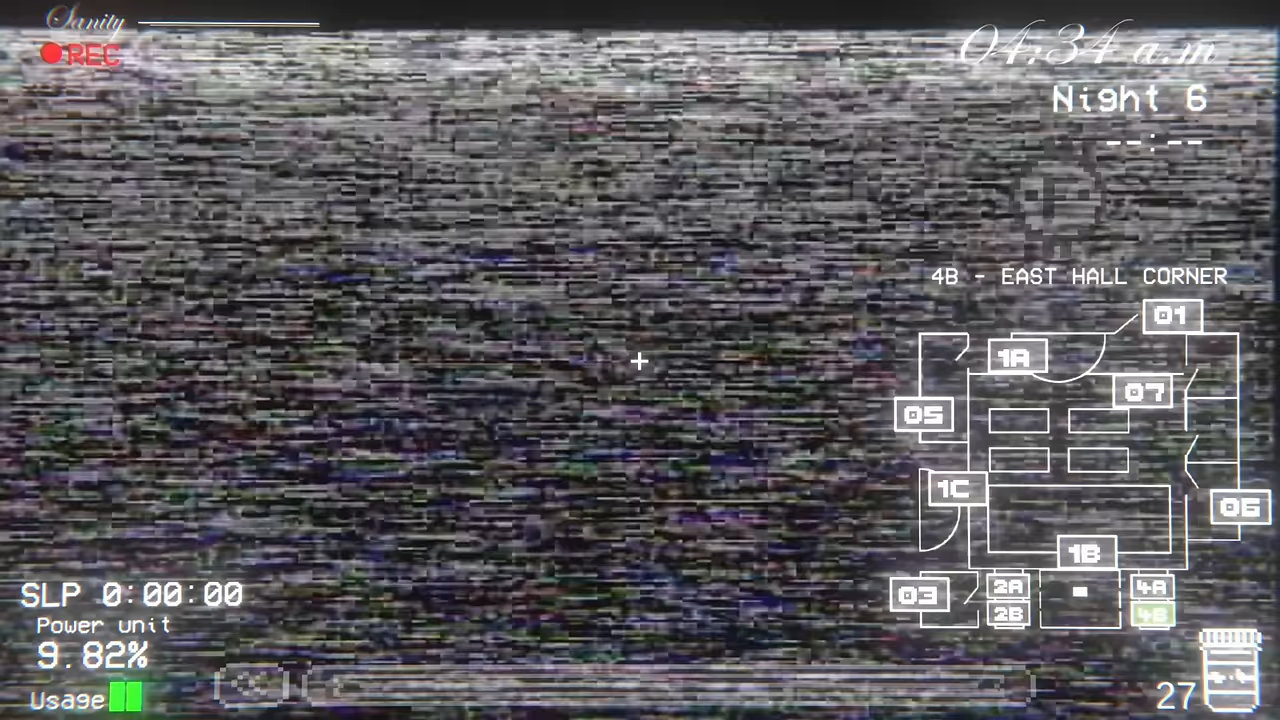 Sanity
REC
04:34 a.m
Night 6
--:--
4B - EAST HALL CORNER
01
1A
07
05
1C
06
1B
03
2A
4A
2B
4B
SLP 0:00:00
Power unit
9.82%
Usage
27